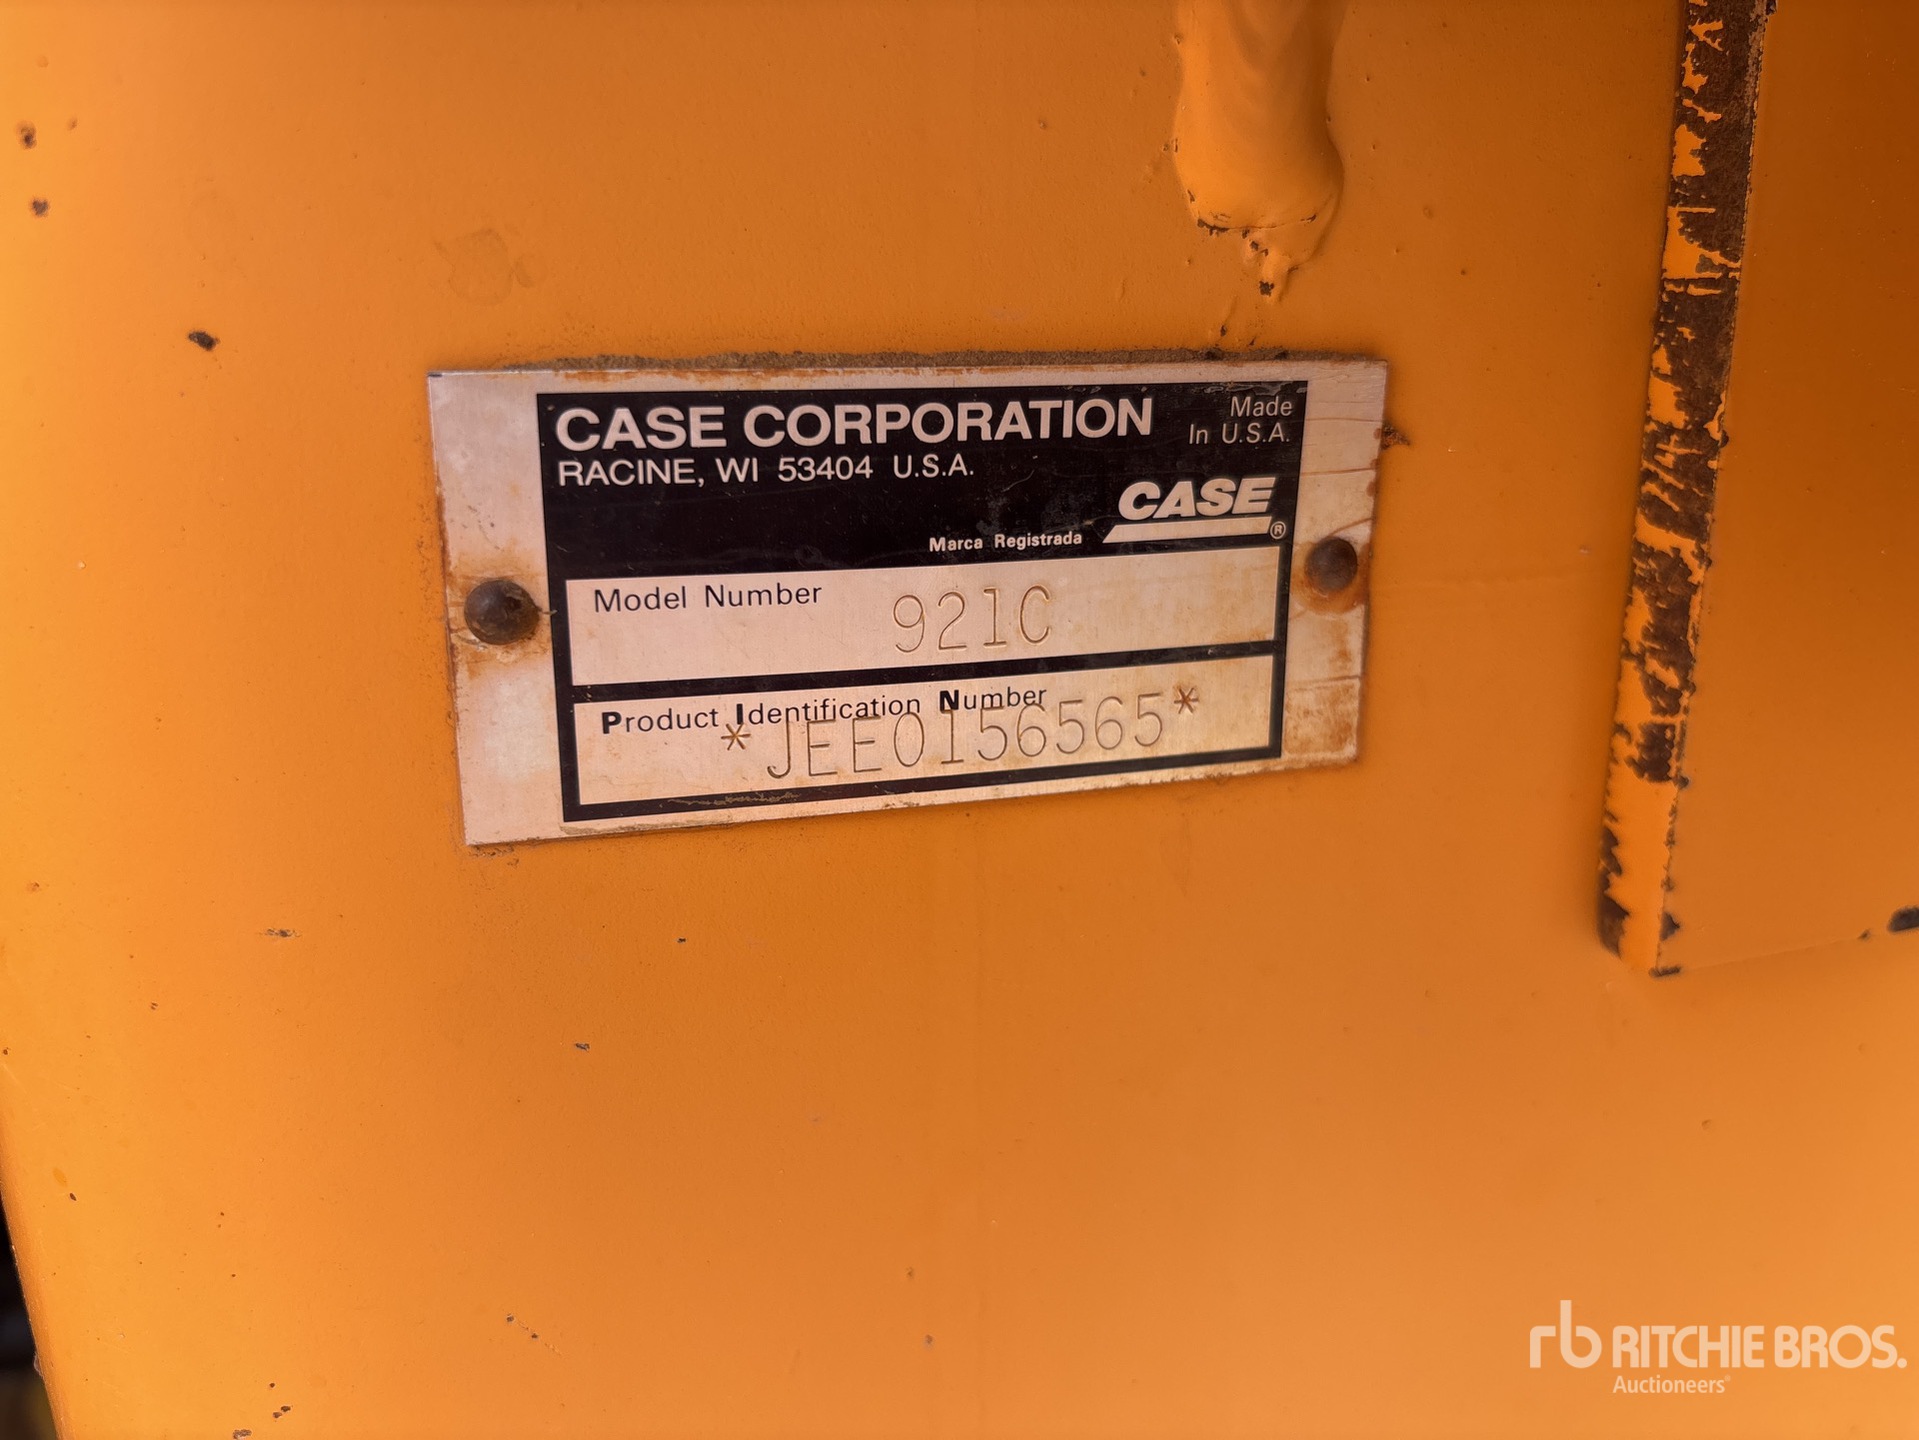 CASE CORPORATION
Made
In U.S.A.
RACINE, WI 53404 U.S.A.
CASE
®
Marca Registrada
Model Number
921C
Product Identification Number
*JEE0156565*
rb RITCHIE BROS.
Auctioneers®